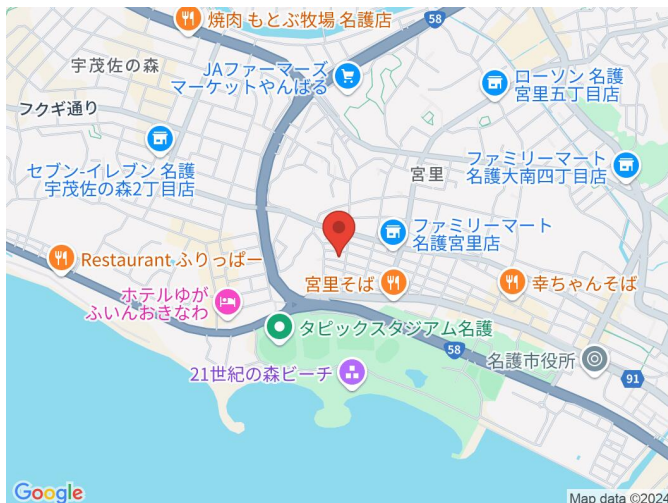 焼肉 もとぶ牧場 名護店
58
宇茂佐の森
JAファーマーズ
マーケットやんばる
ローソン 名護
宮里五丁目店
フクギ通り
セブン-イレブン 名護
宇茂佐の森2丁目店
宮里
ファミリーマート
名護大南四丁目店
ファミリーマート
名護宮里店
Restaurant ふりっぱー
宮里そば
幸ちゃんそば
ホテルゆが
ふいんおきなわ
タピックスタジアム名護
58
名護市役所
21世紀の森ビーチ
91
Google
Map data ©2024